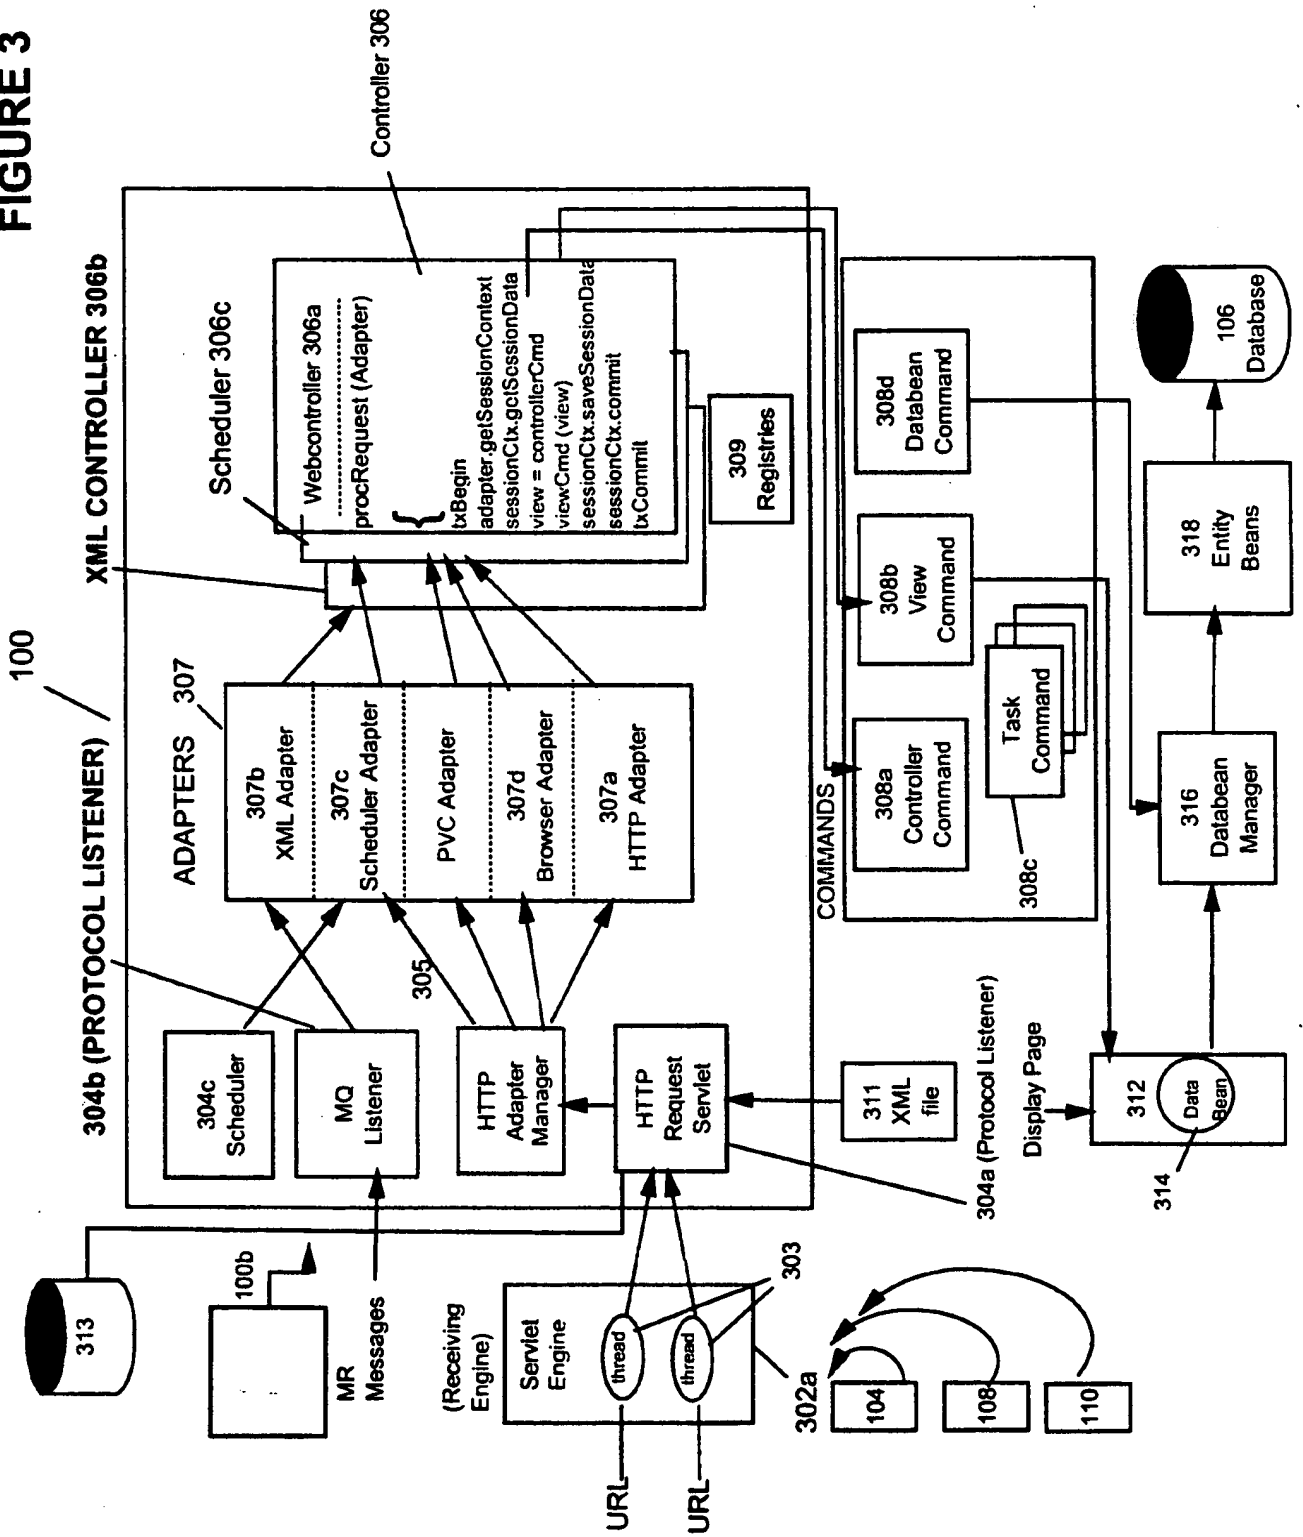 FIGURE 3
100
304b (PROTOCOL LISTENER)
XML CONTROLLER 306b
Scheduler 306c
Controller 306
ADAPTERS 307
313
100b
MR
Messages
304c
Scheduler
MQ
Listener
305
HTTP
Adapter
Manager
HTTP
Request
Servlet
307b
XML Adapter
307c
Scheduler Adapter
PVC Adapter
307d
Browser Adapter
307a
HTTP Adapter
Webcontroller 306a
procRequest (Adapter)
{
txBegin
adapter.getSessionContext
sessionCtx.getSessionData
view = controllerCmd
viewCmd (view)
sessionCtx.saveSessionData
sessionCtx.commit
txCommit
309
Registries
(Receiving
Engine)
Servlet
Engine
thread
thread
303
URL
URL
302a
104
108
110
304a (Protocol Listener)
311
XML
file
COMMANDS
308a
Controller
Command
308b
View
Command
308d
Databean
Command
Task
Command
308c
Display Page
312
Data
Bean
314
316
Databean
Manager
318
Entity
Beans
106
Database